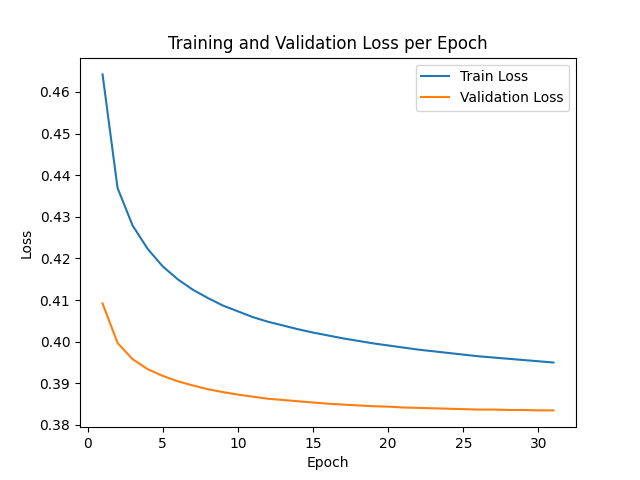 Training and Validation Loss per Epoch
Train Loss
Validation Loss
0.46
0.45
0.44
0.43
0.42
0.41
0.40
0.39
0.38
Loss
0 5 10 15 20 25 30
Epoch